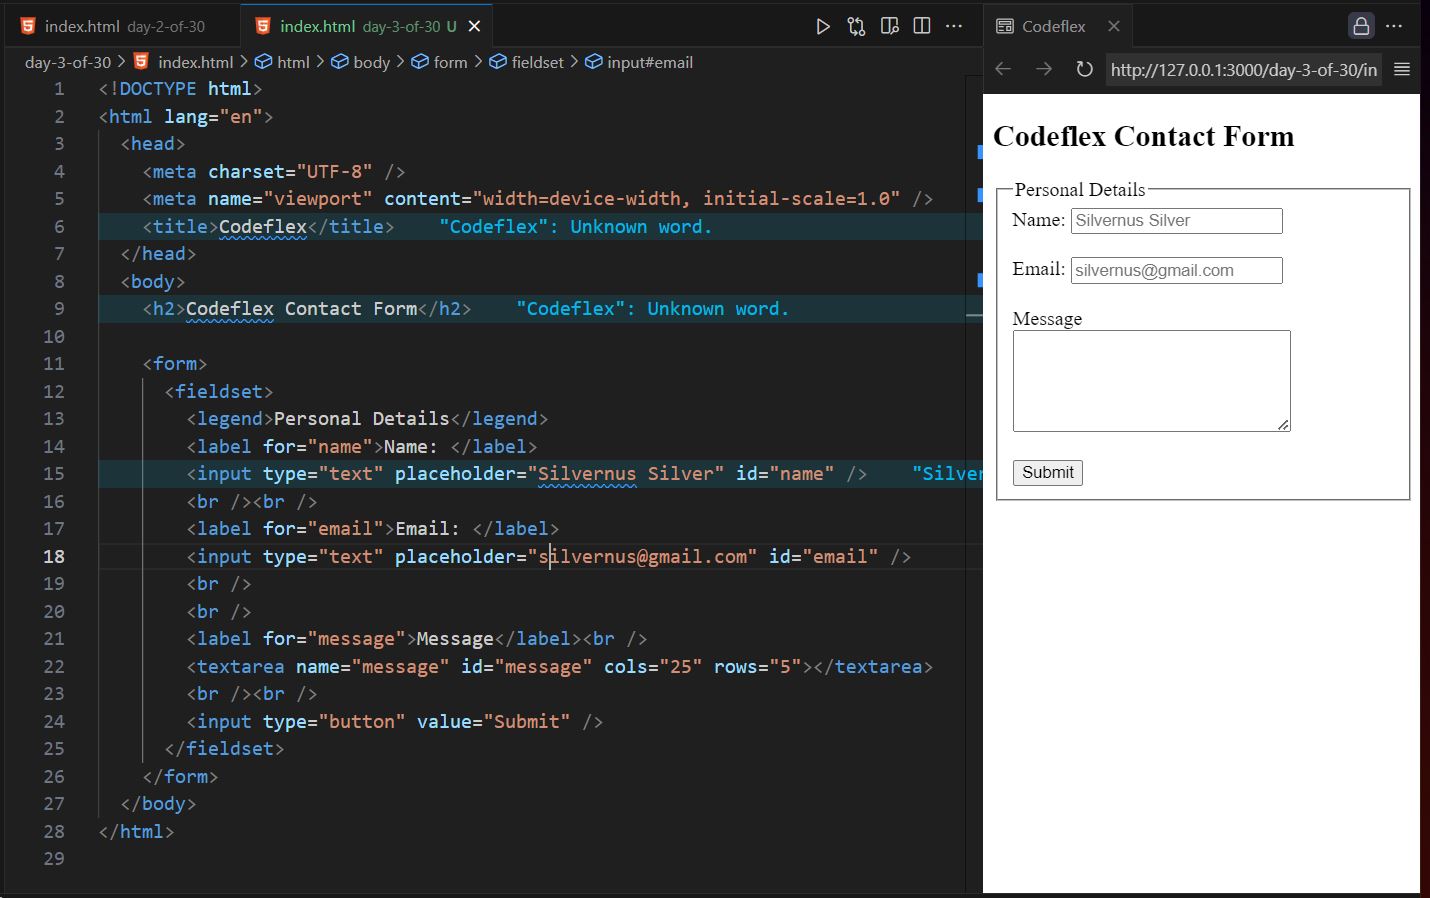 index.html day-2-of-30
index.html day-3-of-30 U
Codeflex
day-3-of-30 > index.html > html > body > form > fieldset > input#email
http://127.0.0.1:3000/day-3-of-30/in
1 <!DOCTYPE html>
2 <html lang="en">
3 <head>
4 <meta charset="UTF-8" />
5 <meta name="viewport" content="width=device-width, initial-scale=1.0" />
6 <title>Codeflex</title> "Codeflex": Unknown word.
7 </head>
8 <body>
9 <h2>Codeflex Contact Form</h2> "Codeflex": Unknown word.
10
11 <form>
12 <fieldset>
13 <legend>Personal Details</legend>
14 <label for="name">Name: </label>
15 <input type="text" placeholder="Silvernus Silver" id="name" /> "Silver
16 <br /><br />
17 <label for="email">Email: </label>
18 <input type="text" placeholder="silvernus@gmail.com" id="email" />
19 <br />
20 <br />
21 <label for="message">Message</label><br />
22 <textarea name="message" id="message" cols="25" rows="5"></textarea>
23 <br /><br />
24 <input type="button" value="Submit" />
25 </fieldset>
26 </form>
27 </body>
28 </html>
29
Codeflex Contact Form
Personal Details
Name: Silvernus Silver
Email: silvernus@gmail.com
Message
Submit